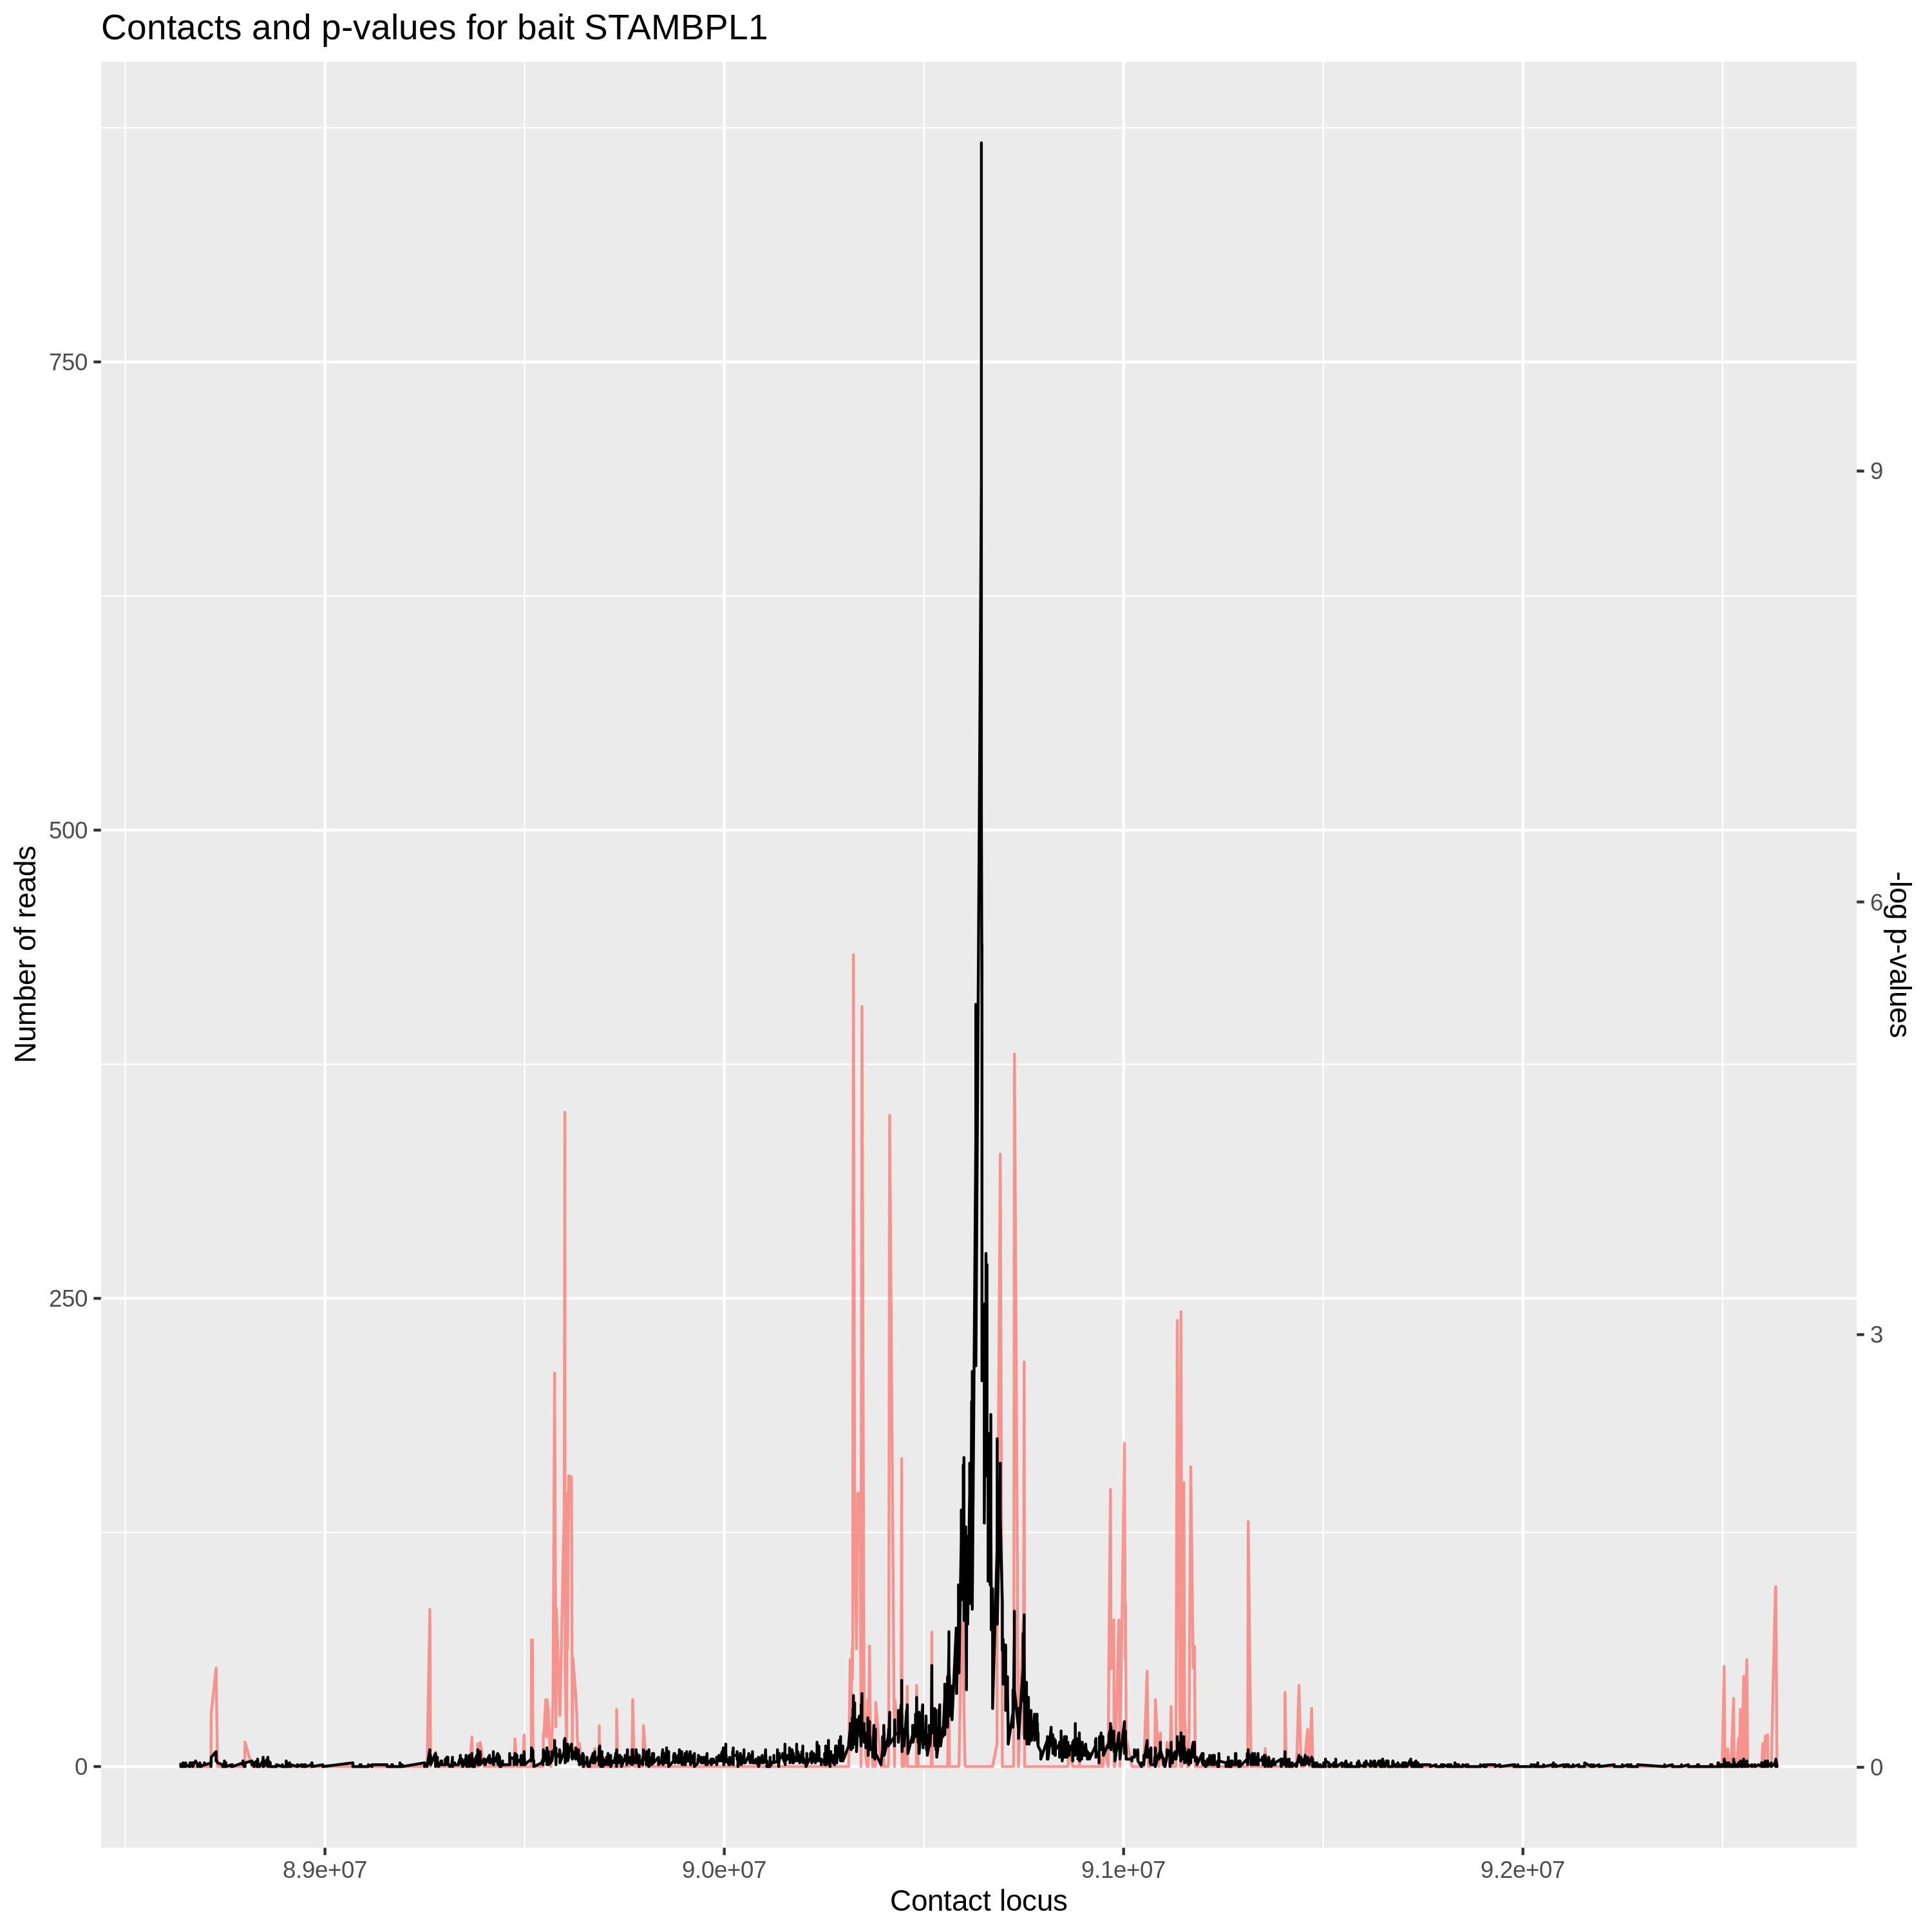 Contacts and p-values for bait STAMBPL1
750
500
250
0
Number of reads
9
6
3
0
-log p-values
8.9e+07 9.0e+07 9.1e+07 9.2e+07
Contact locus